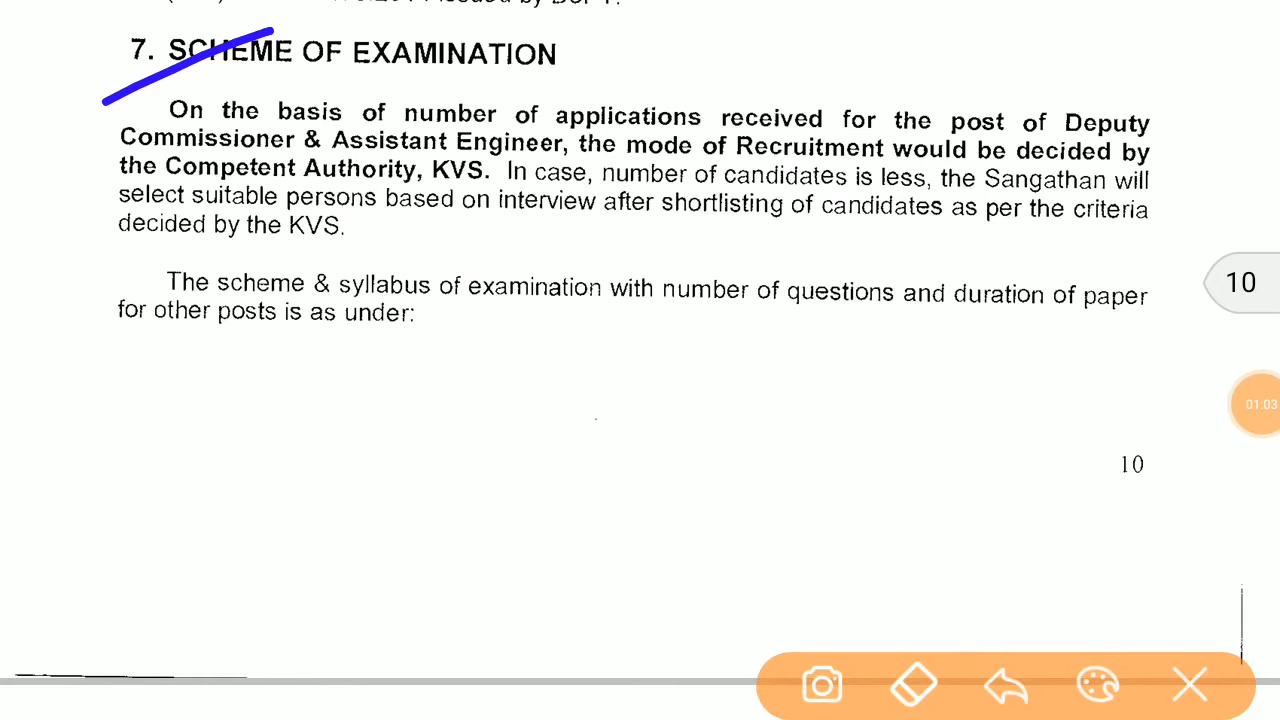 7. SCHEME OF EXAMINATION
On the basis of number of applications received for the post of Deputy
Commissioner & Assistant Engineer, the mode of Recruitment would be decided by
the Competent Authority, KVS. In case, number of candidates is less, the Sangathan will
select suitable persons based on interview after shortlisting of candidates as per the criteria
decided by the KVS.
The scheme & syllabus of examination with number of questions and duration of paper
for other posts is as under:
10
01:03
10